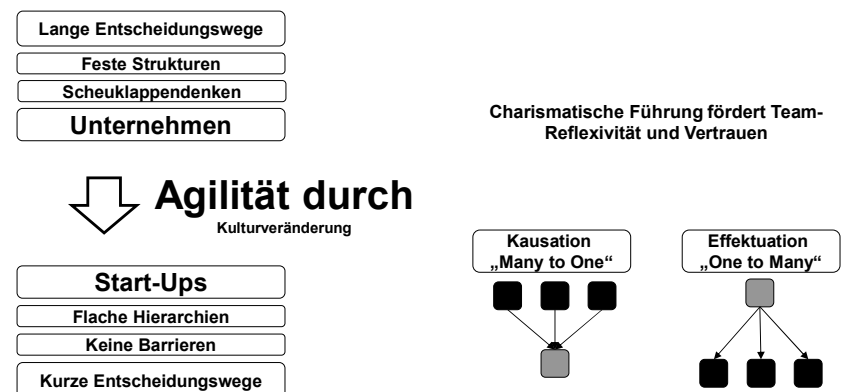 Lange Entscheidungswege
Feste Strukturen
Scheuklappendenken
Unternehmen
Agilität durch
Kulturveränderung
Start-Ups
Flache Hierarchien
Keine Barrieren
Kurze Entscheidungswege
Charismatische Führung fördert Team-
Reflexivität und Vertrauen
Kausation
„Many to One“
Effektuation
„One to Many“